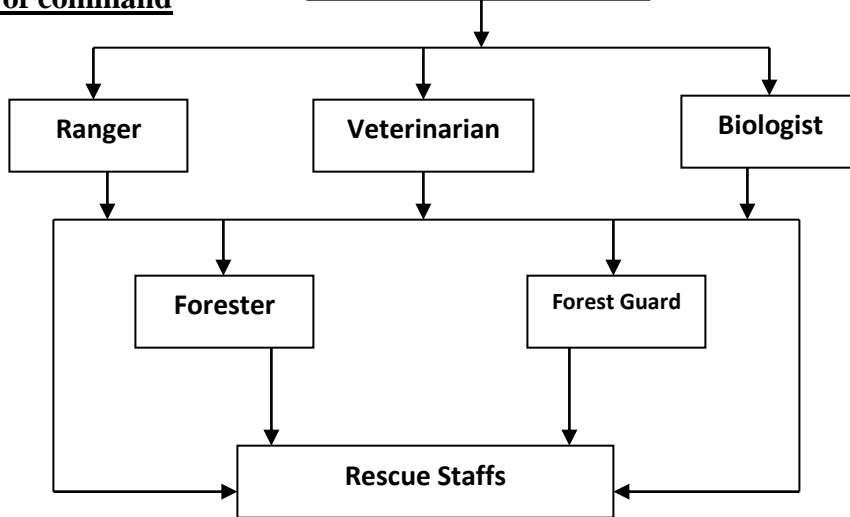 of command
Ranger
Veterinarian
Biologist
Forester
Forest Guard
Rescue Staffs